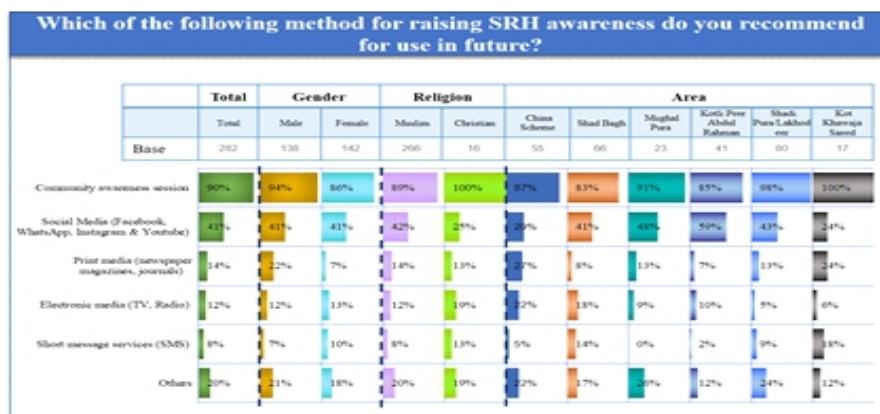 Which of the following method for raising SRH awareness do you recommend
for use in future?
Total Gender Religion Area
Total Male Female Muslim Christian China Scheme Shad Bagh Mughal Pura Kotli Peer Abdul Rahman Shadi Pura/Lakhod eer Kot Khawaja Saeed
Base 282 138 142 266 16 55 66 23 41 80 17
Community awareness session 90% 94% 86% 89% 100% 87% 83% 91% 85% 98% 100%
Social Media (Facebook,
WhatsApp, Instagram & Youtube) 41% 41% 41% 42% 25% 29% 41% 48% 59% 43% 24%
Print media (newspaper
magazines, journals) 14% 22% 7% 14% 13% 27% 8% 13% 7% 13% 24%
Electronic media (TV, Radio) 12% 12% 13% 12% 19% 22% 18% 9% 10% 5% 6%
Short message services (SMS) 8% 7% 10% 8% 13% 14% 0% 2% 9% 18%
Others 20% 21% 18% 20% 19% 17% 26% 12% 24% 12%